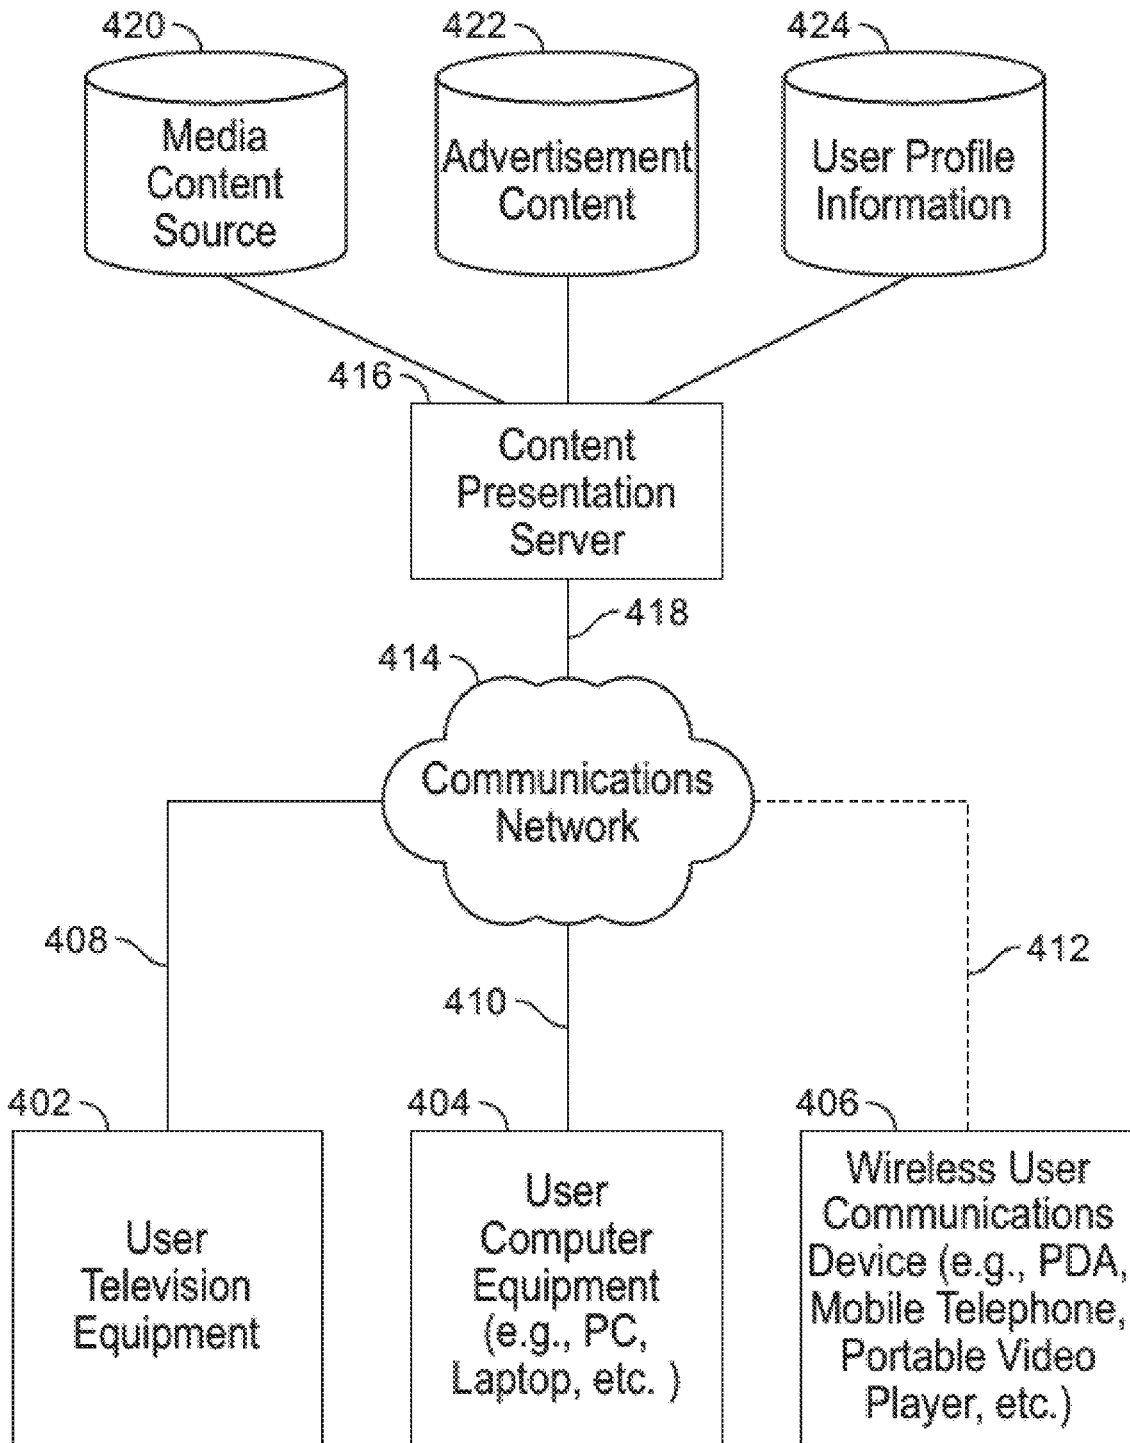 420
422
424
Media
Content
Source
Advertisement
Content
User Profile
Information
416
Content
Presentation
Server
418
414
Communications
Network
408
410
412
402
404
406
User
Television
Equipment
User
Computer
Equipment
(e.g., PC,
Laptop, etc. )
Wireless User
Communications
Device (e.g., PDA,
Mobile Telephone,
Portable Video
Player, etc.)